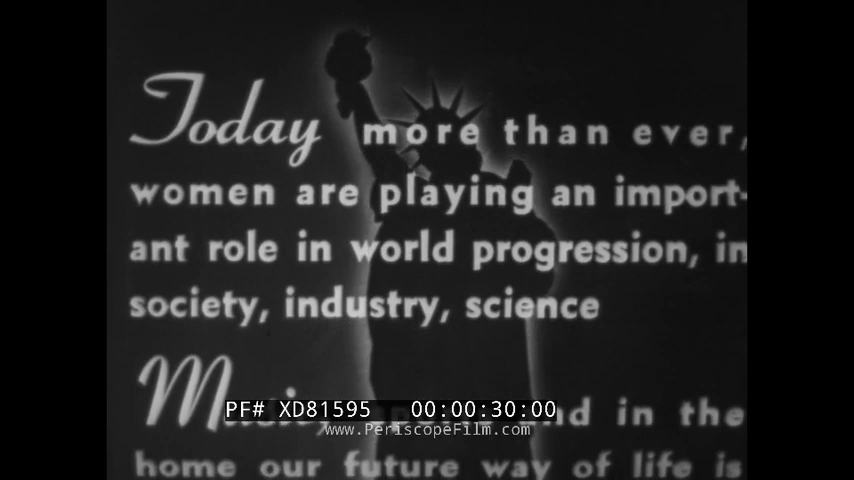 Today more than ever,
women are playing an import-
ant role in world progression, in
society, industry, science
and in the
PF# XD81595 00:00:30:00
www.PeriscopeFilm.com
home our future way of life is